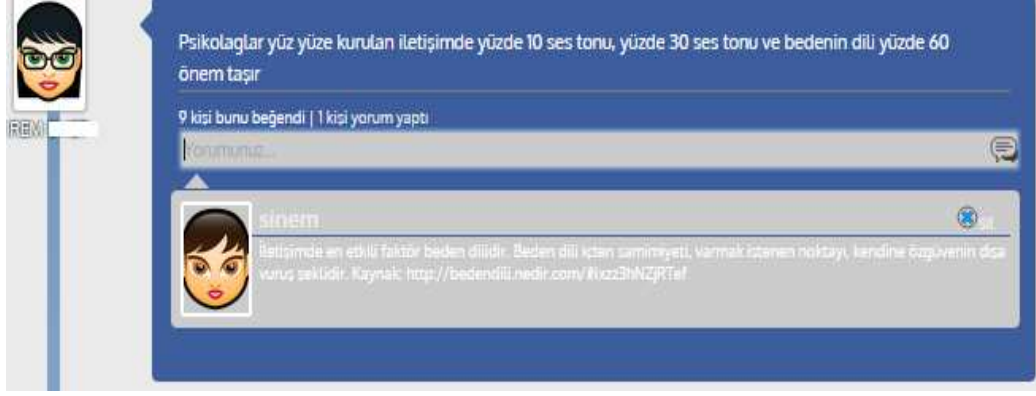 Psikolaglar yüz yüze kurulan iletişimde yüzde 10 ses tonu, yüzde 30 ses tonu ve bedenin dili yüzde 60
önem taşır
9 kişi bunu beğendi | 1 kişi yorum yaptı
REM
Yorumunuz...
sinem
İletişimde en etkili faktör beden dilidir. Beden dili içten samimiyeti, varmak istenen noktayı, kendine özgüvenin dışa
vuruş şeklidir. Kaynak: http://bedendili.nedir.com/#ixzz3hNZjRTef